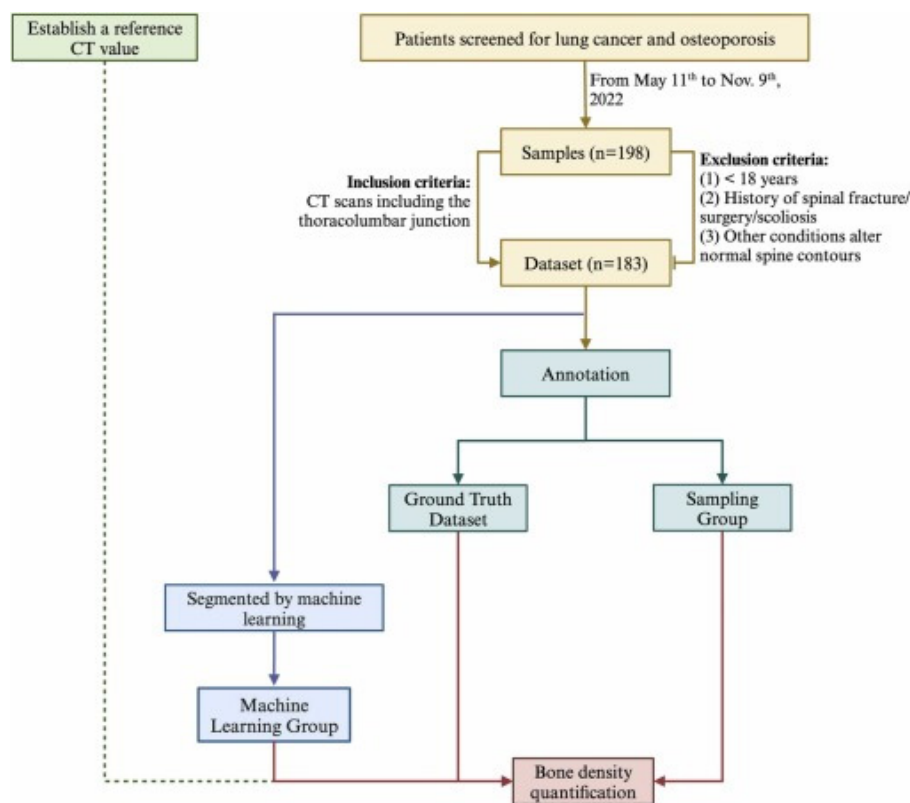 Establish a reference
CT value
Patients screened for lung cancer and osteoporosis
From May 11th to Nov. 9th,
2022
Samples (n=198)
Inclusion criteria:
CT scans including the
thoracolumbar junction
Exclusion criteria:
(1) < 18 years
(2) History of spinal fracture/
surgery/scoliosis
(3) Other conditions alter
normal spine contours
Dataset (n=183)
Annotation
Ground Truth
Dataset
Sampling
Group
Segmented by machine
learning
Machine
Learning Group
Bone density
quantification